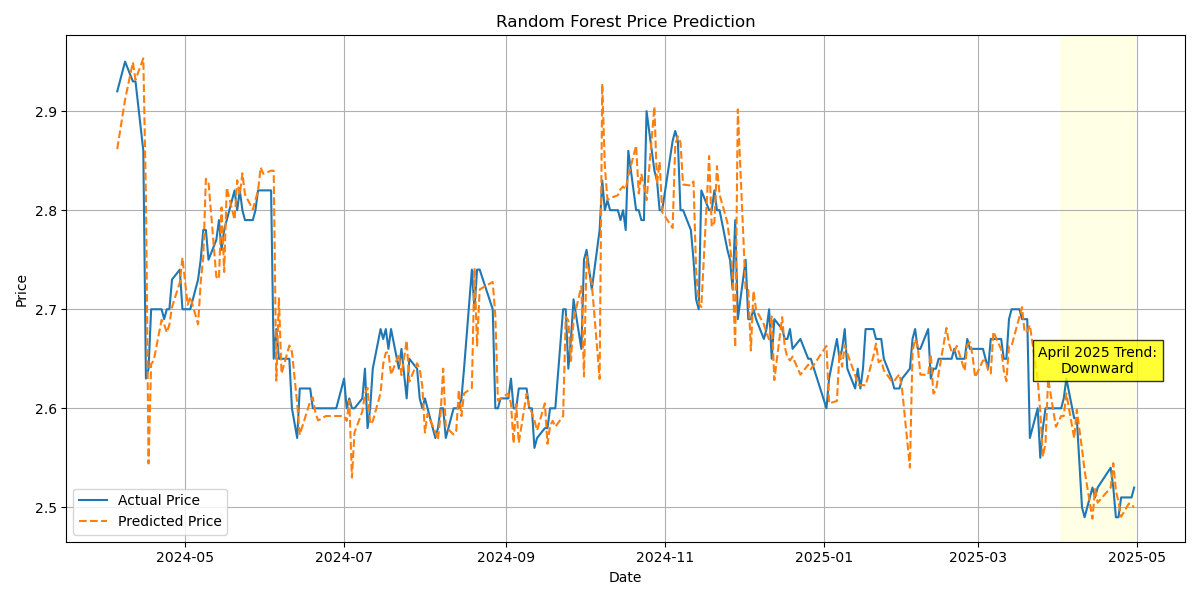 Random Forest Price Prediction
Price
2.9
2.8
2.7
2.6
2.5
April 2025 Trend:
Downward
Actual Price
Predicted Price
2024-05
2024-07
2024-09
2024-11
2025-01
2025-03
2025-05
Date